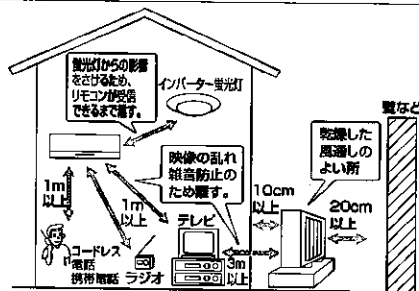 蛍光灯からの影響
をさけるため、
リモコンが受信
できるまで離す。
インバーター蛍光灯
壁など
乾燥した
風通しの
よい所
映像の乱れ
雑音防止の
ため離す。
1m
以上
1m
以上
10cm
以上
20cm
以上
テレビ
3m
以上
コードレス
電話
携帯電話
ラジオ